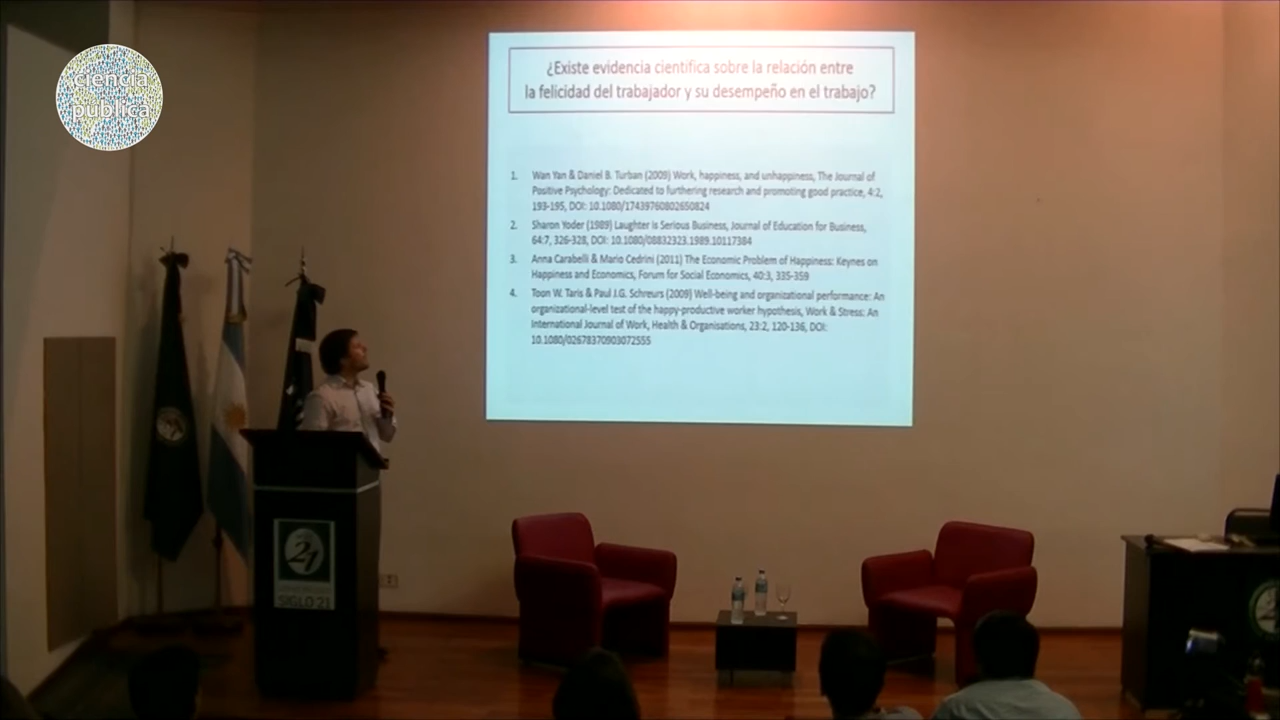 ciencia
pública
¿Existe evidencia científica sobre la relación entre
la felicidad del trabajador y su desempeño en el trabajo?
1. Wan Yan & Daniel B. Turban (2009) Work, happiness, and unhappiness, The Journal of
Positive Psychology: Dedicated to furthering research and promoting good practice, 4:2,
193-195, DOI: 10.1080/17439760802650824
2. Sharon Yoder (1989) Laughter is Serious Business, Journal of Education for Business,
64:7, 326-328, DOI: 10.1080/08832323.1989.10117384
3. Anna Carabelli & Mario Cedrini (2011) The Economic Problem of Happiness: Keynes on
Happiness and Economics, Forum for Social Economics, 40:3, 335-359
4. Toon W. Taris & Paul J.G. Schreurs (2009) Well-being and organizational performance: An
organizational-level test of the happy-productive worker hypothesis, Work & Stress: An
International Journal of Work, Health & Organisations, 23:2, 120-136, DOI:
10.1080/02678370903072555
21
SIGLO 21